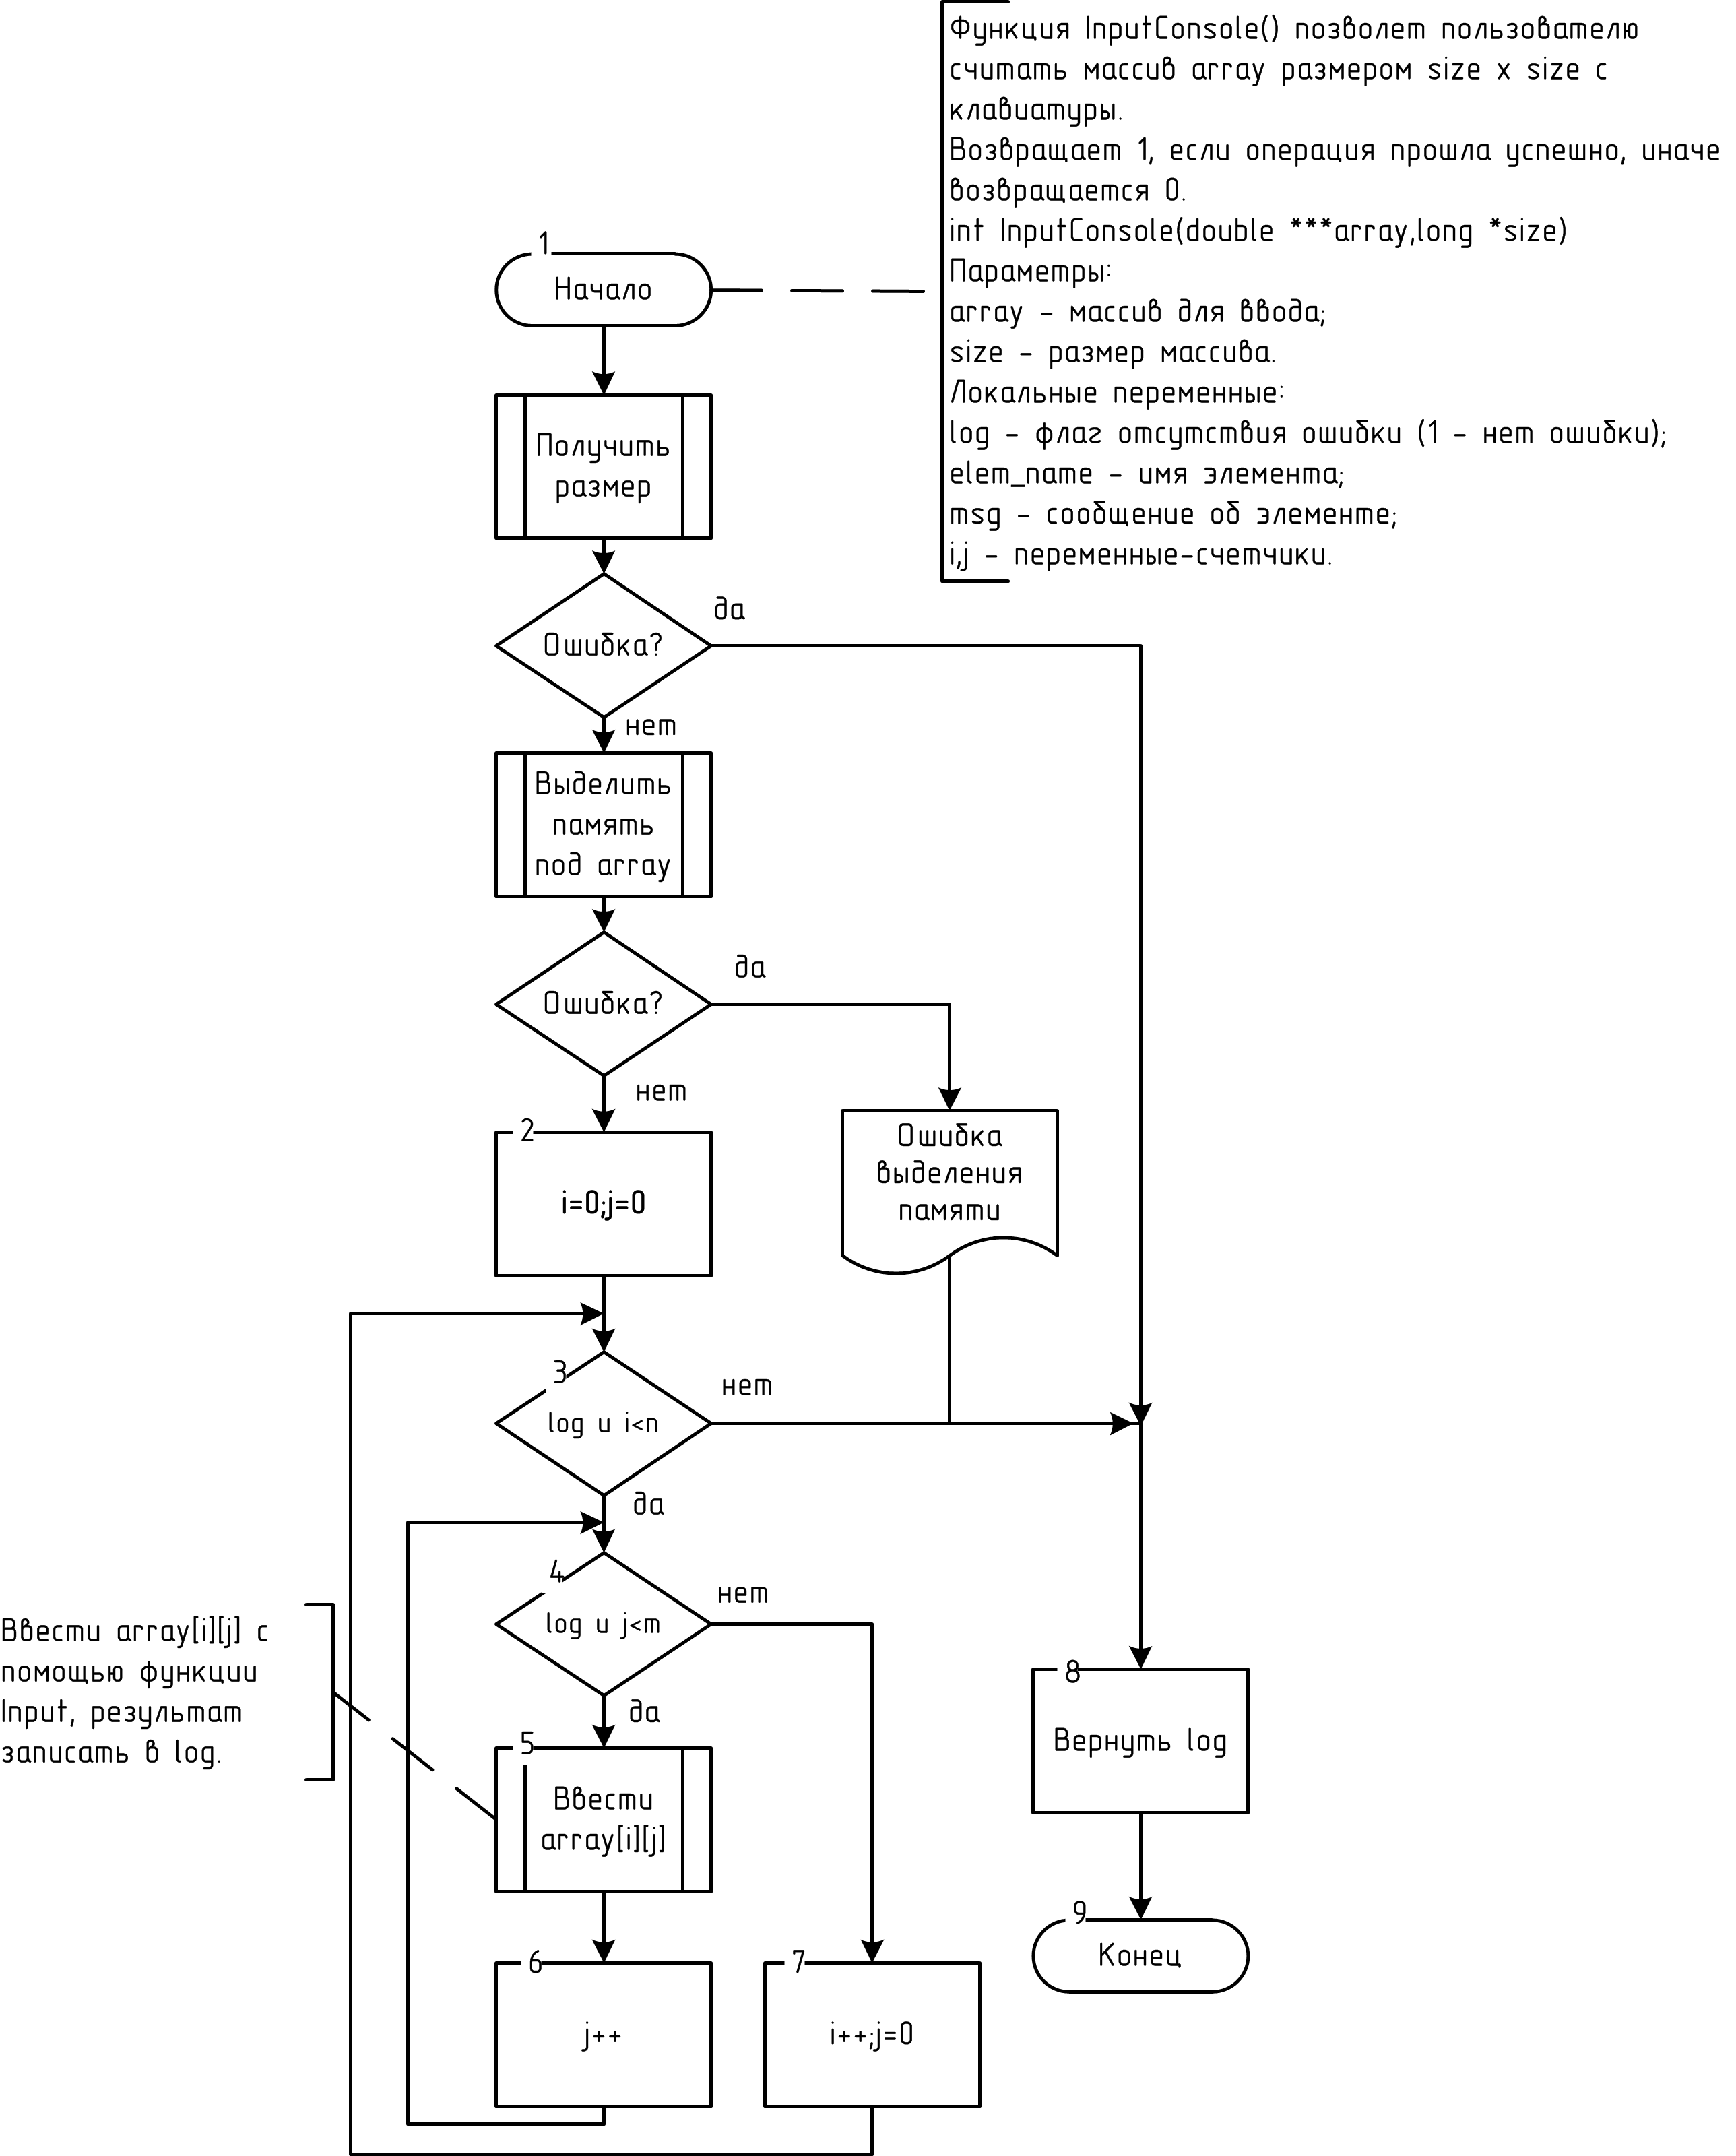 Функция InputConsole() позволет пользователю
считать массив array размером size x size с
клавиатуры.
Возвращает 1, если операция прошла успешно, иначе
возвращается 0.
int InputConsole(double ***array,long *size)
Параметры:
array - массив для ввода;
size - размер массива.
Локальные переменные:
log - флаг отсутствия ошибки (1 - нет ошибки);
elem_name - имя элемента;
msg - сообщение об элементе;
i,j - переменные-счетчики.
1
Начало
Получить
размер
Ошибка?
да
нет
Выделить
память
под array
Ошибка?
да
нет
Ошибка
выделения
памяти
2
i=0;j=0
3
log и i<n
нет
да
4
log и j<m
нет
да
Ввести array[i][j] с
помощью функции
Input, результат
записать в log.
5
Ввести
array[i][j]
6
j++
7
i++;j=0
8
Вернуть log
9
Конец